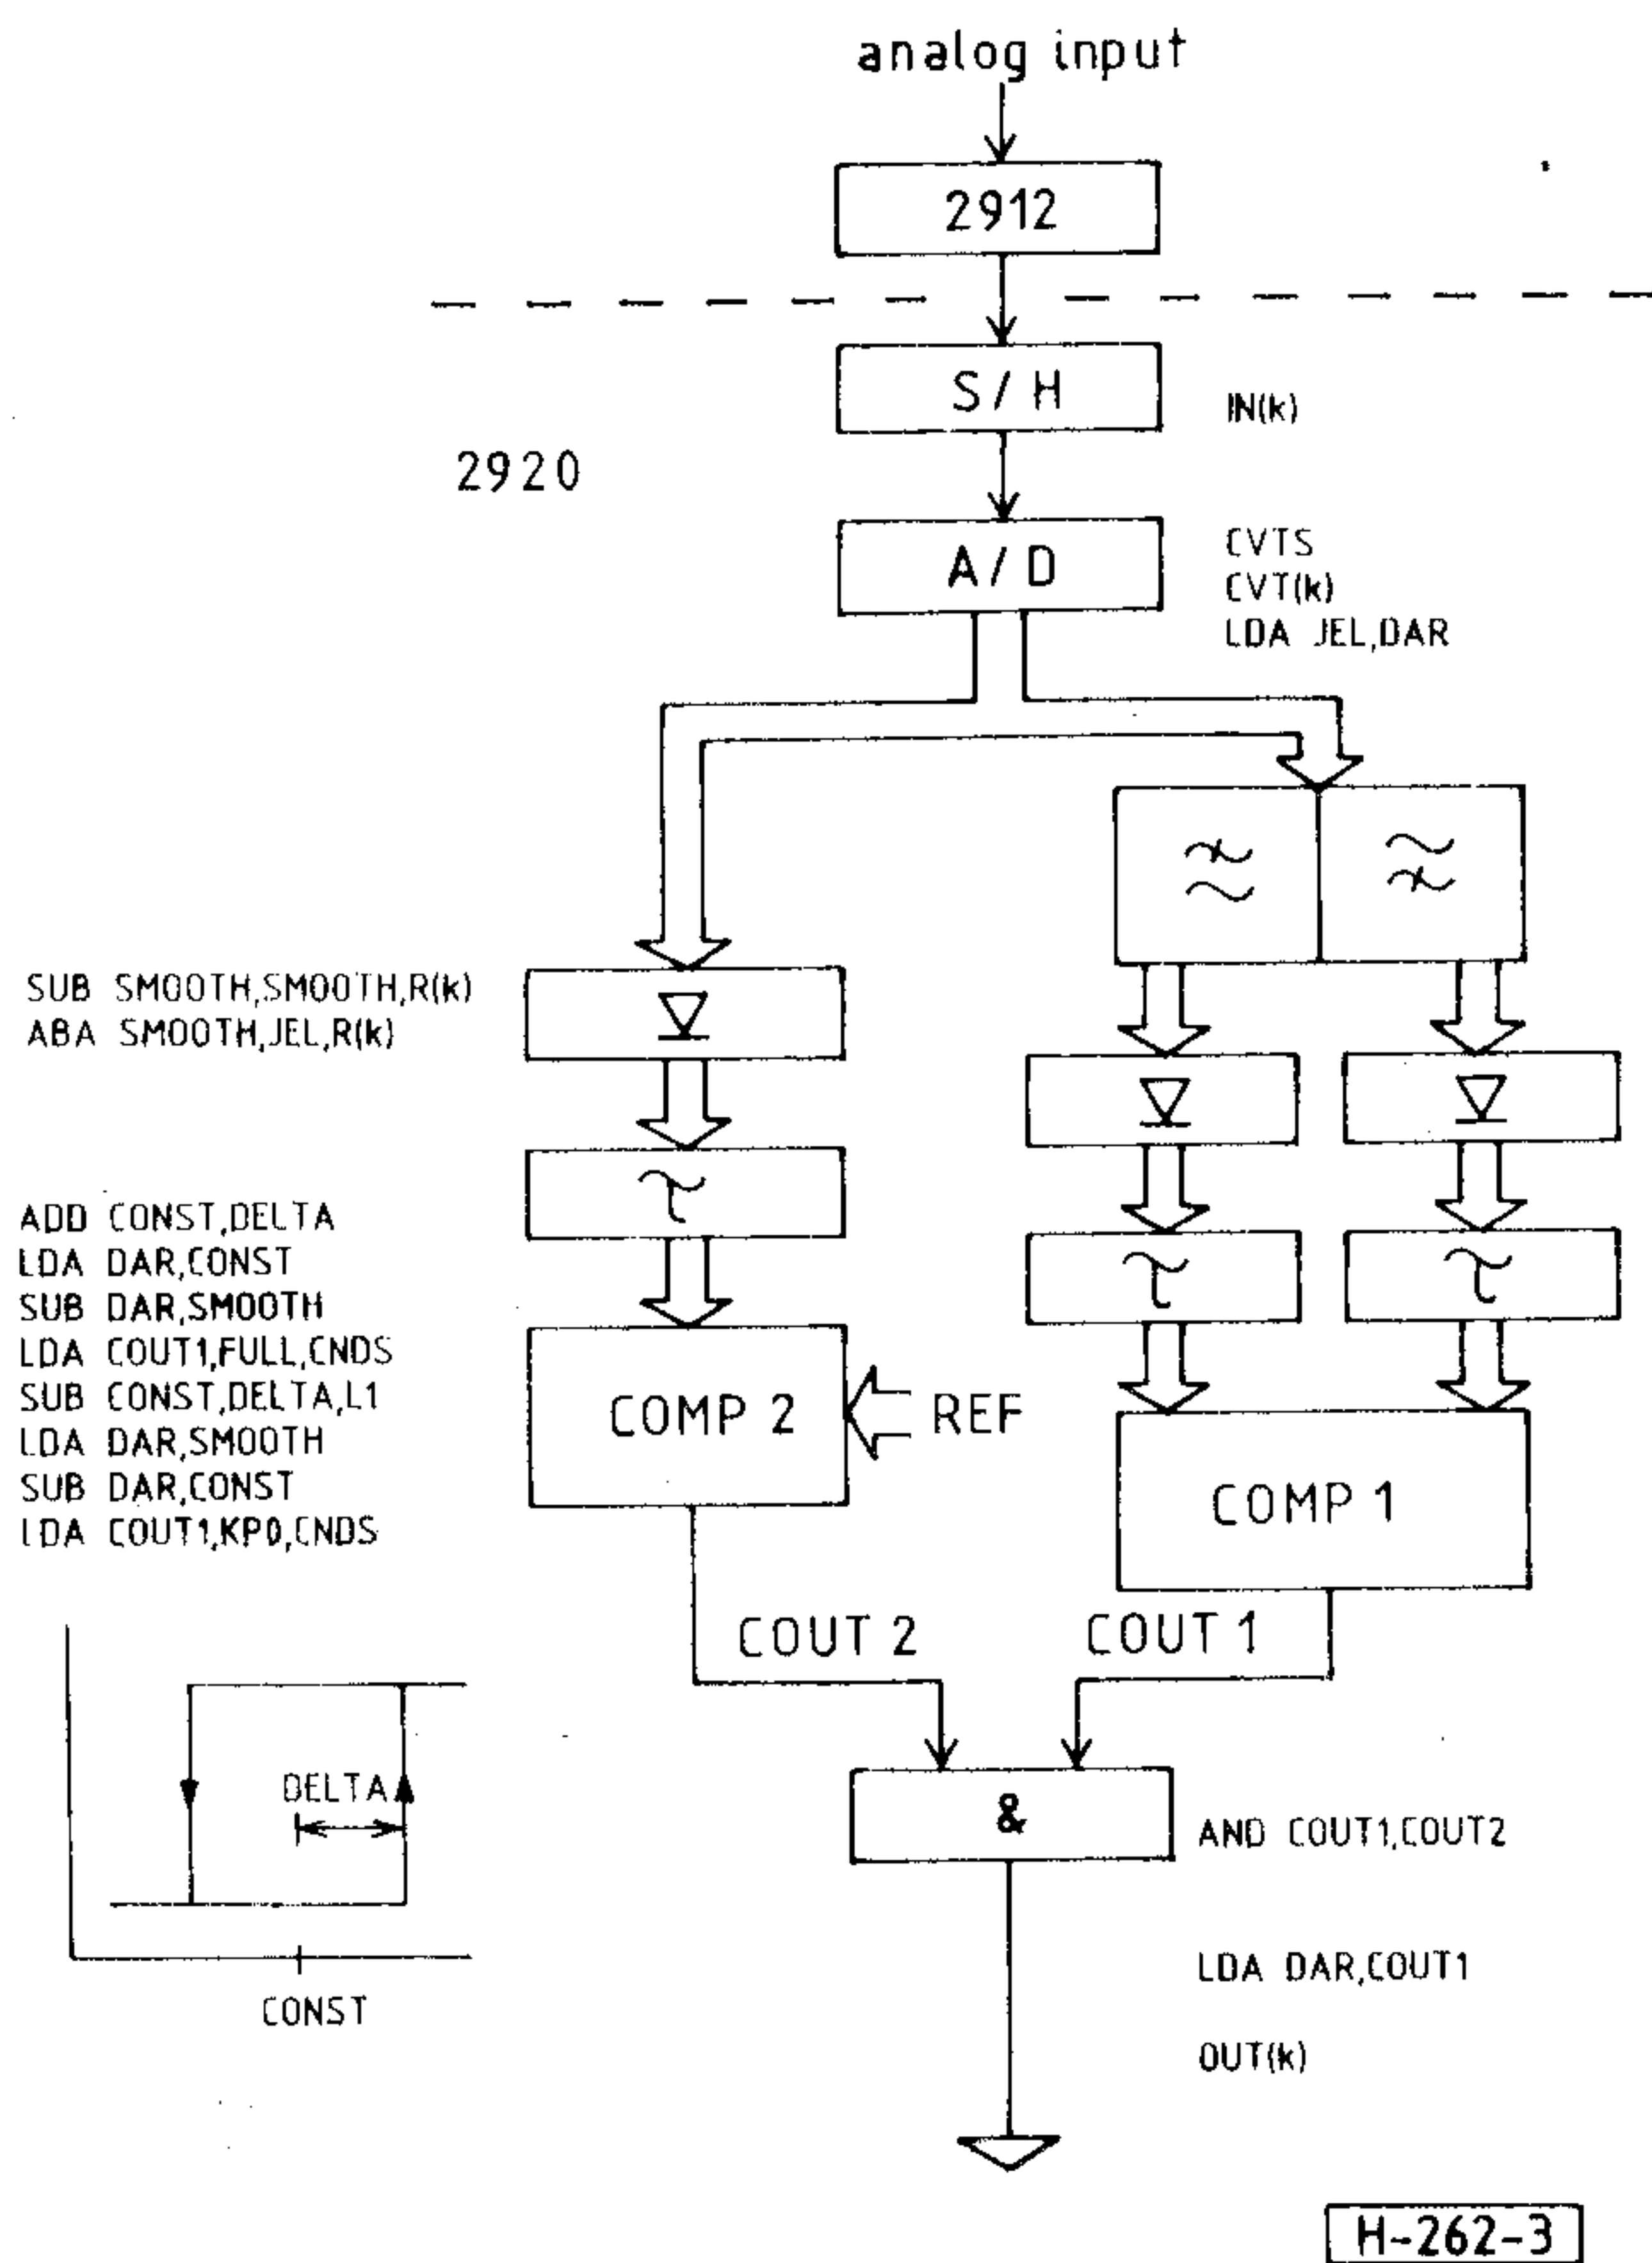 analog input
2912
S/H
IN(k)
2920
A/D
CVTS
CVT(k)
LDA JEL,DAR
SUB SMOOTH,SMOOTH,R(k)
ABA SMOOTH,JEL,R(k)
ADD CONST,DELTA
LDA DAR,CONST
SUB DAR,SMOOTH
LDA COUT1,FULL,CNDS
SUB CONST,DELTA,L1
LDA DAR,SMOOTH
SUB DAR,CONST
LDA COUT1,KP0,CNDS
COMP 2
REF
COMP 1
COUT 2
COUT 1
DELTA
CONST
&
AND COUT1,COUT2
LDA DAR,COUT1
OUT(k)
H-262-3